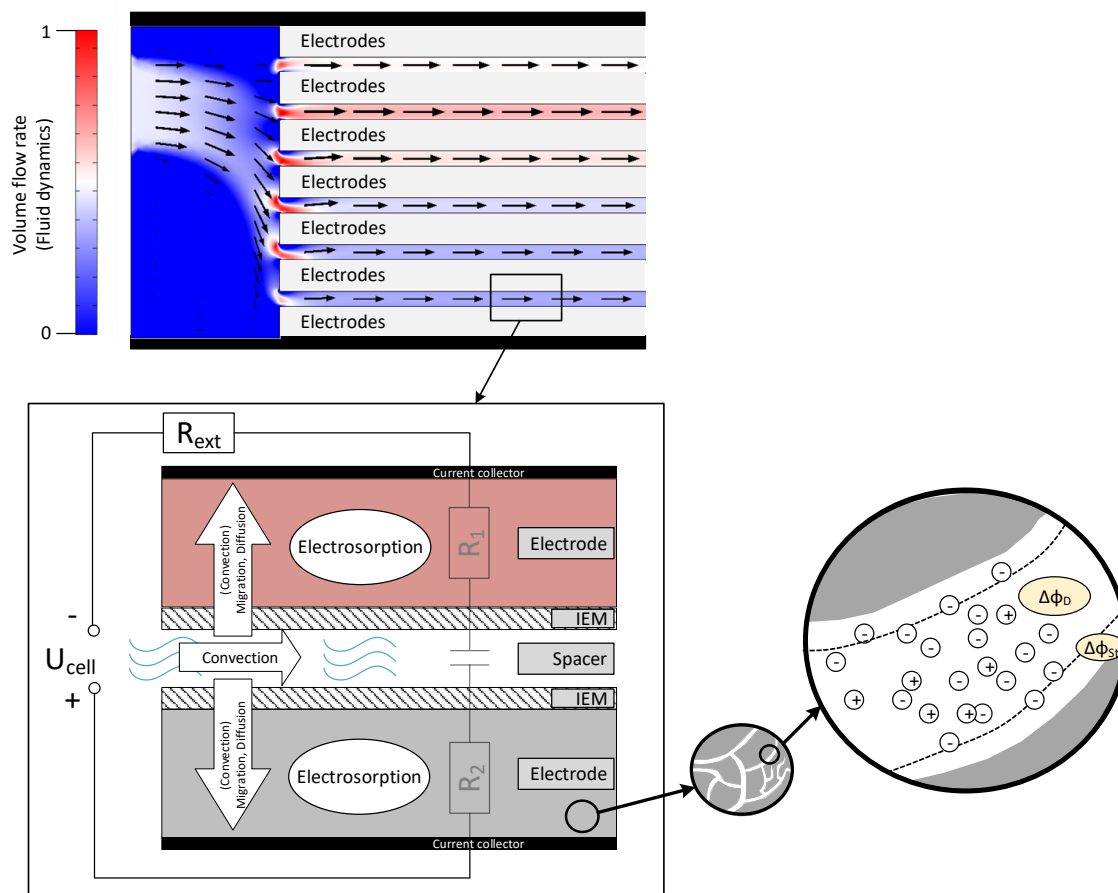 1
Volume flow rate
(Fluid dynamics)
0
Electrodes
Electrodes
Electrodes
Electrodes
Electrodes
Electrodes
Electrodes
R_ext
Current collector
(Convection)
Migration, Diffusion
Electrosorption
R_1
Electrode
IEM
-
U_cell
+
Convection
Spacer
IEM
(Convection)
Migration, Diffusion
Electrosorption
R_2
Electrode
Current collector
Δϕ_D
Δϕ_St
- - - - + - - - - + - + - - - + - + + - - -